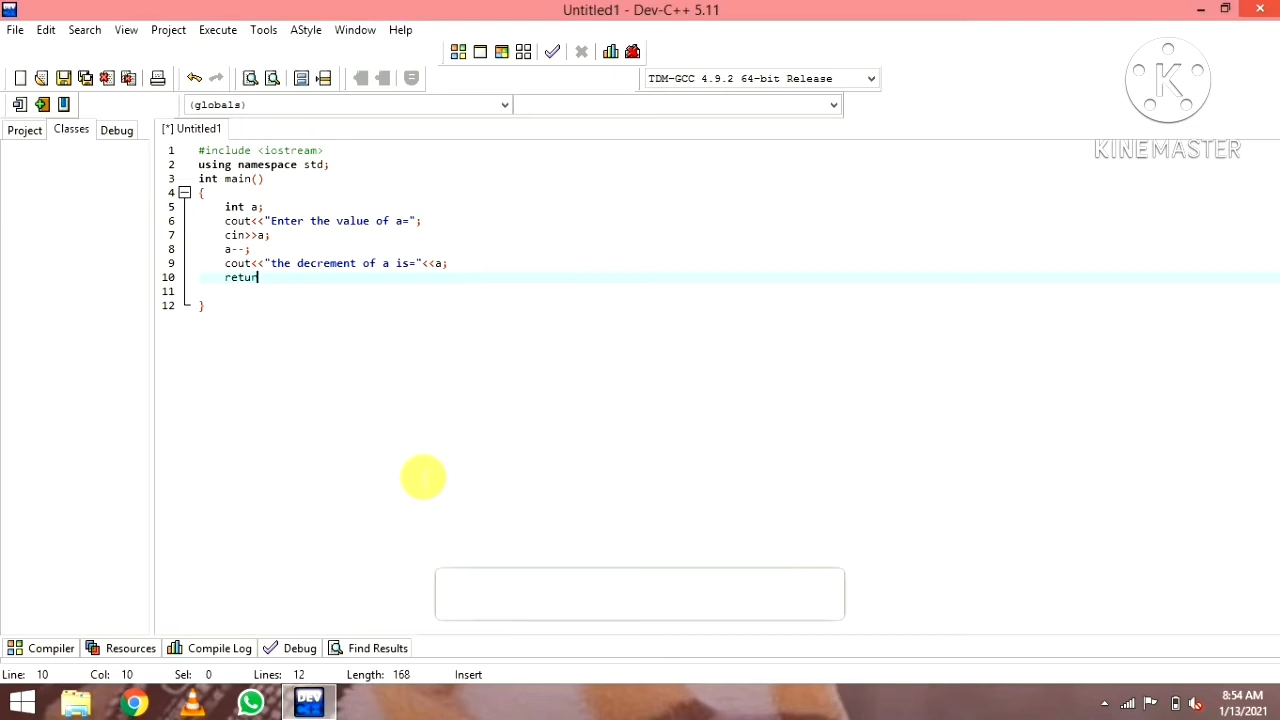 Untitled1 - Dev-C++ 5.11
File Edit Search View Project Execute Tools AStyle Window Help
TDM-GCC 4.9.2 64-bit Release
(globals)
K
KINEMASTER
Project Classes Debug
[*] Untitled1
1 #include <iostream>
2 using namespace std;
3 int main()
4 {
5 int a;
6 cout<<"Enter the value of a=";
7 cin>>a;
8 a--;
9 cout<<"the decrement of a is="<<a;
10 retur
11
12 }
Compiler Resources Compile Log Debug Find Results
Line: 10 Col: 10 Sel: 0 Lines: 12 Length: 168 Insert
DEV
8:54 AM
1/13/2021